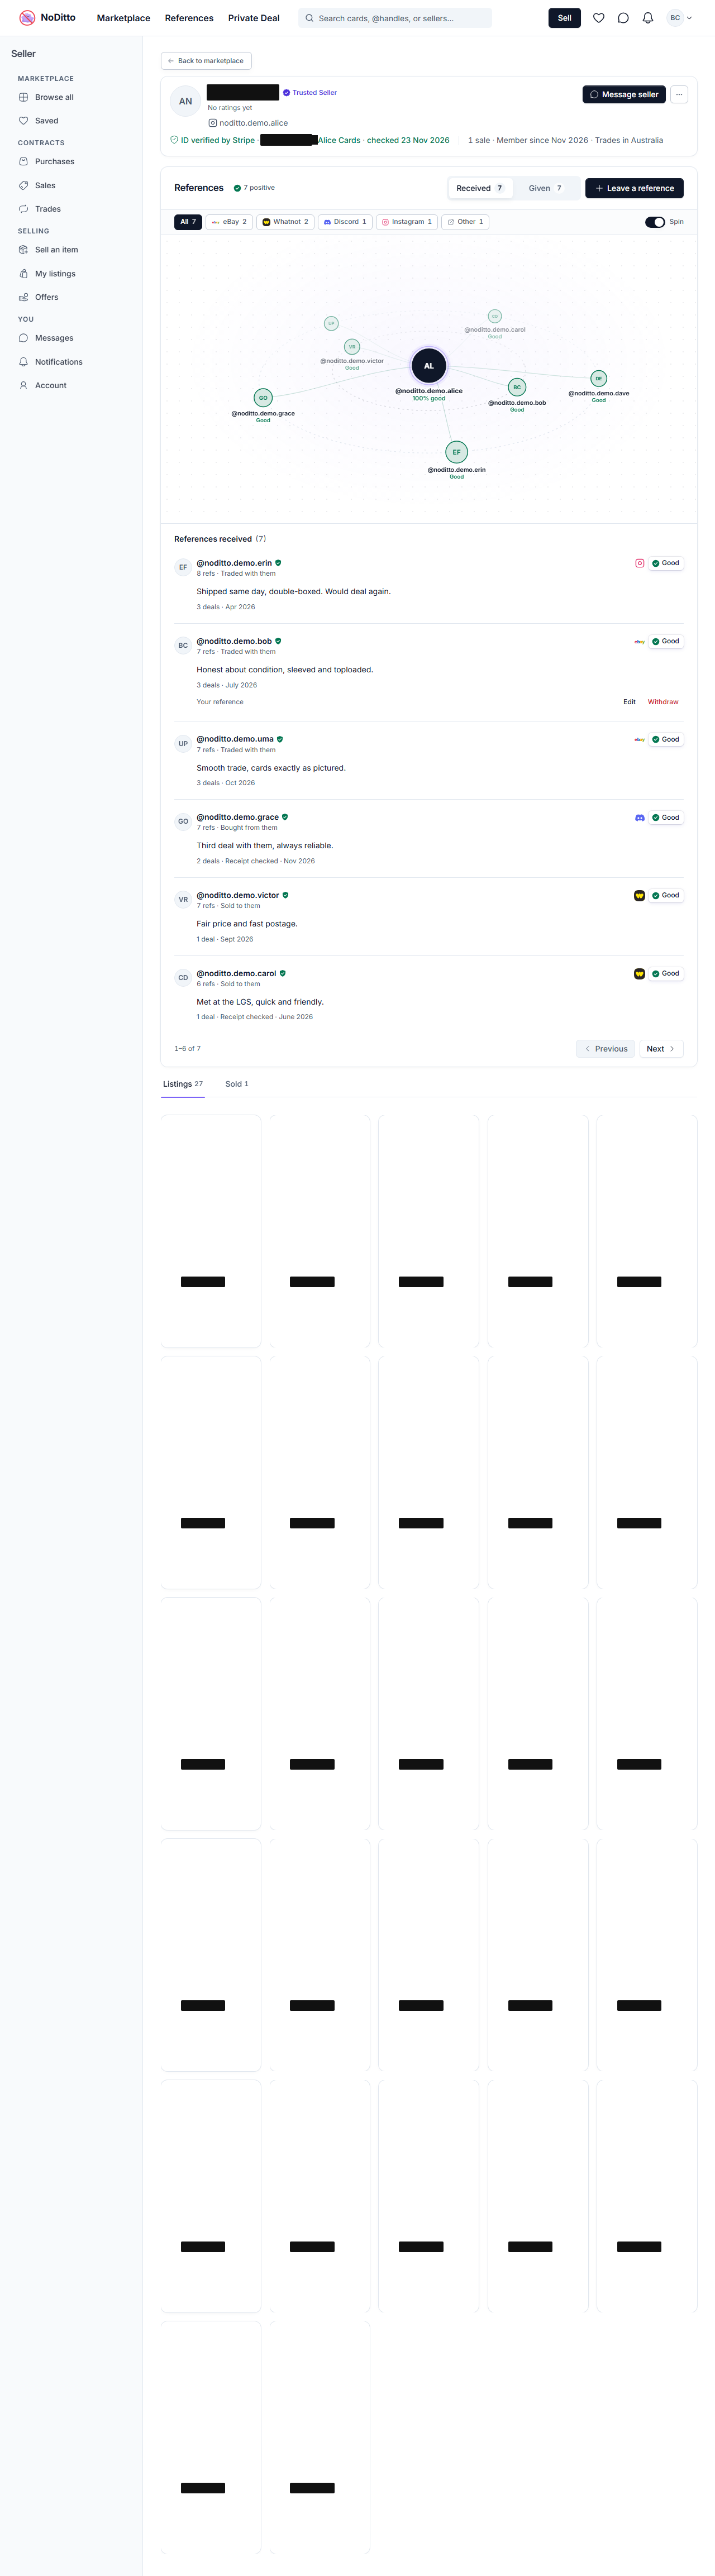 NoDitto
Marketplace
References
Private Deal
Search cards, @handles, or sellers...
Sell
BC
Seller
MARKETPLACE
Browse all
Saved
CONTRACTS
Purchases
Sales
Trades
SELLING
Sell an item
My listings
Offers
YOU
Messages
Notifications
Account
Back to marketplace
AN
Trusted Seller
No ratings yet
noditto.demo.alice
Message seller
ID verified by Stripe · Alice Cards · checked 23 Nov 2026
1 sale · Member since Nov 2026 · Trades in Australia
References
7 positive
Received 7
Given 7
Leave a reference
All 7
eBay 2
Whatnot 2
Discord 1
Instagram 1
Other 1
Spin
UP
CD
@noditto.demo.carol
Good
VR
@noditto.demo.victor
Good
AL
@noditto.demo.alice
100% good
DE
@noditto.demo.dave
Good
BC
@noditto.demo.bob
Good
GO
@noditto.demo.grace
Good
EF
@noditto.demo.erin
Good
References received (7)
EF
@noditto.demo.erin
Good
8 refs · Traded with them
Shipped same day, double-boxed. Would deal again.
3 deals · Apr 2026
BC
@noditto.demo.bob
ebay
Good
7 refs · Traded with them
Honest about condition, sleeved and toploaded.
3 deals · July 2026
Your reference
Edit
Withdraw
UP
@noditto.demo.uma
ebay
Good
7 refs · Traded with them
Smooth trade, cards exactly as pictured.
3 deals · Oct 2026
GO
@noditto.demo.grace
Good
7 refs · Bought from them
Third deal with them, always reliable.
2 deals · Receipt checked · Nov 2026
VR
@noditto.demo.victor
Good
7 refs · Sold to them
Fair price and fast postage.
1 deal · Sept 2026
CD
@noditto.demo.carol
Good
6 refs · Sold to them
Met at the LGS, quick and friendly.
1 deal · Receipt checked · June 2026
1–6 of 7
Previous
Next
Listings 27
Sold 1